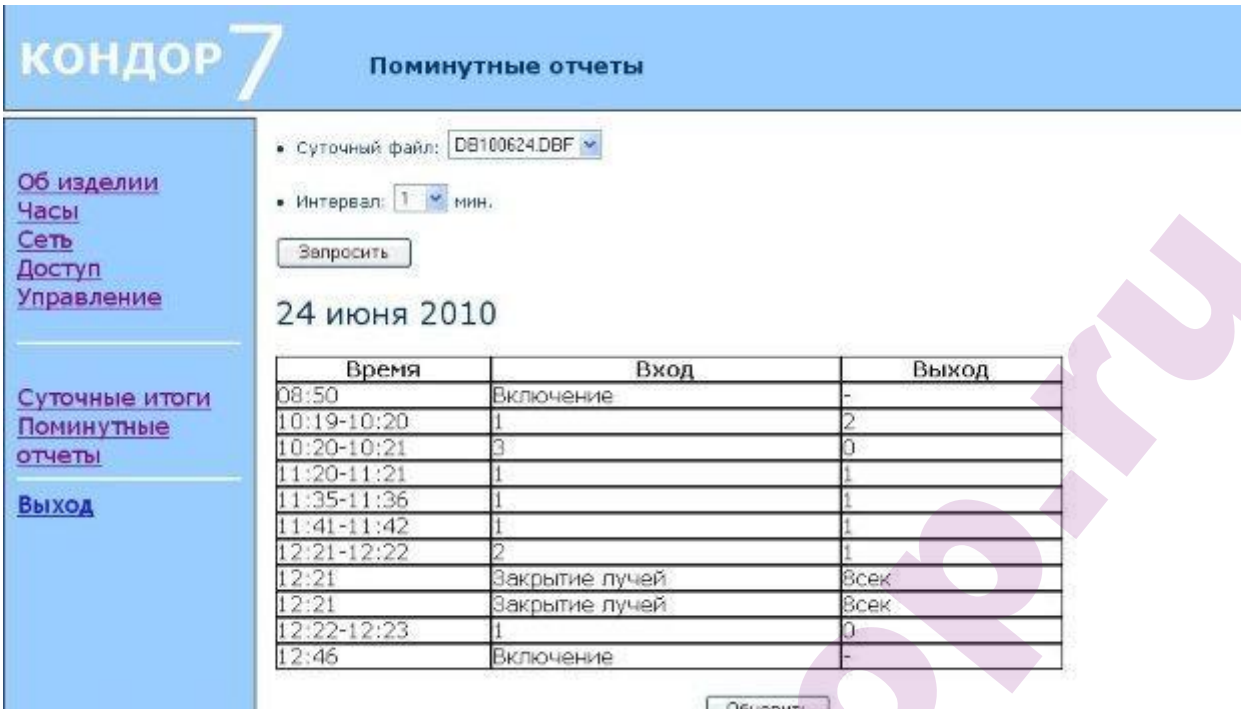 КОНДОР 7
Поминутные отчеты
• Суточный файл: DB100624.DBF
• Интервал: 1 мин.
Запросить
Об изделии
Часы
Сеть
Доступ
Управление
Суточные итоги
Поминутные
отчеты
Выход
24 июня 2010
Время Вход Выход
08:50 Включение -
10:19-10:20 1 2
10:20-10:21 3 0
11:20-11:21 1 1
11:35-11:36 1 1
11:41-11:42 1 1
12:21-12:22 2 1
12:21 Закрытие лучей 8сек
12:21 Закрытие лучей 8сек
12:22-12:23 1 0
12:46 Включение -
Обновить
op.ru